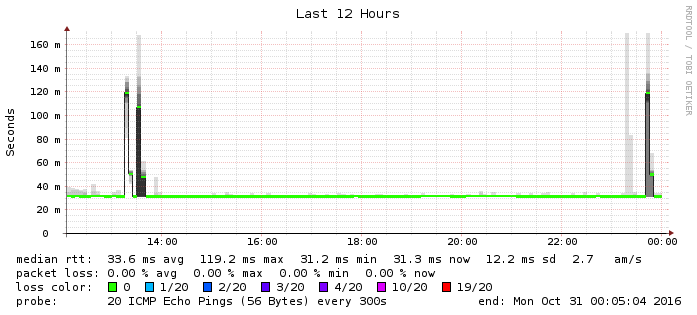 Last 12 Hours
RRDTOOL / TOBI OETIKER
Seconds
160 m
140 m
120 m
100 m
80 m
60 m
40 m
20 m
0
14:00 16:00 18:00 20:00 22:00 00:00
median rtt: 33.6 ms avg 119.2 ms max 31.2 ms min 31.3 ms now 12.2 ms sd 2.7 am/s
packet loss: 0.00 % avg 0.00 % max 0.00 % min 0.00 % now
loss color: 0 1/20 2/20 3/20 4/20 10/20 19/20
probe: 20 ICMP Echo Pings (56 Bytes) every 300s end: Mon Oct 31 00:05:04 2016